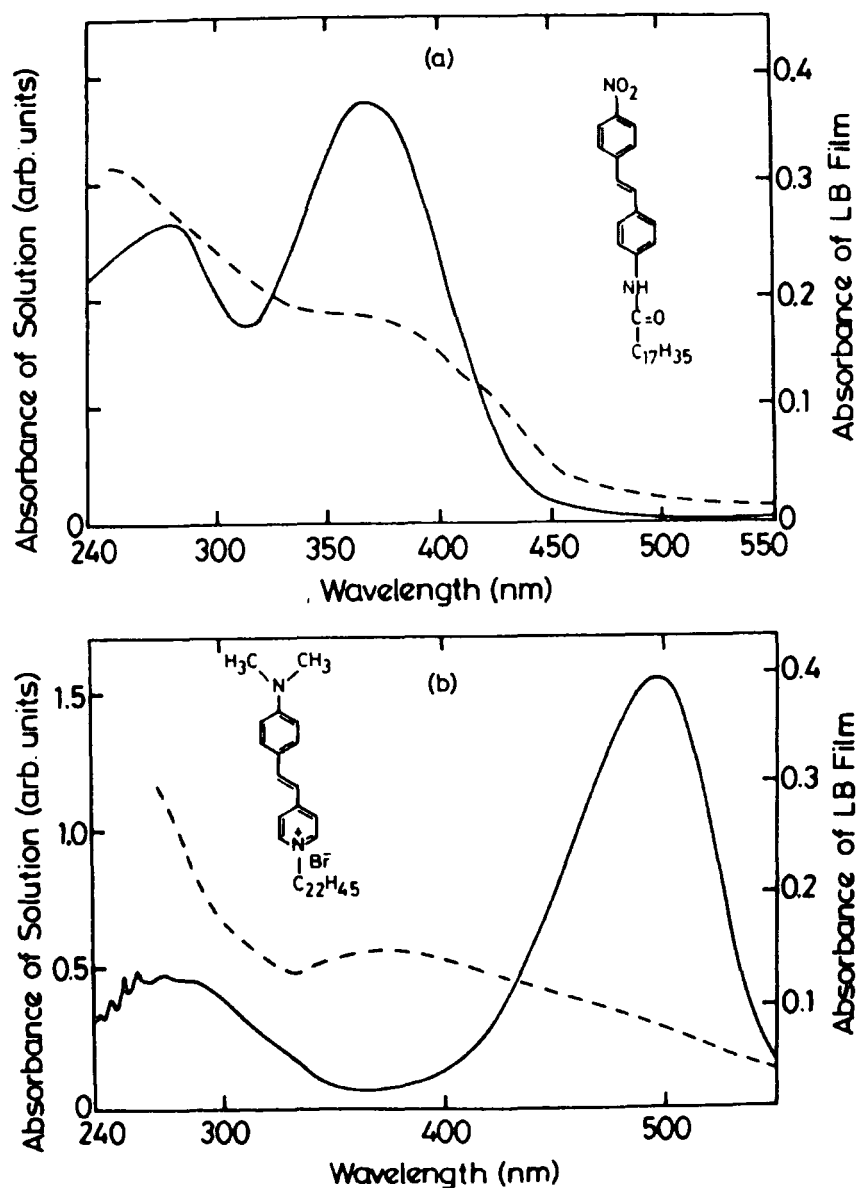 (a)
Absorbance of Solution (arb. units)
0
NO₂
NH
C=O
C₁₇H₃₅
0.4
0.3
0.2
0.1
0
Absorbance of LB Film
240 300 350 400 450 500 550
Wavelength (nm)
(b)
Absorbance of Solution (arb. units)
1.5
1.0
0.5
0
H₃C CH₃
N
N⁺ Br̄
C₂₂H₄₅
0.4
0.3
0.2
0.1
Absorbance of LB Film
240 300 400 500
Wavelength (nm)